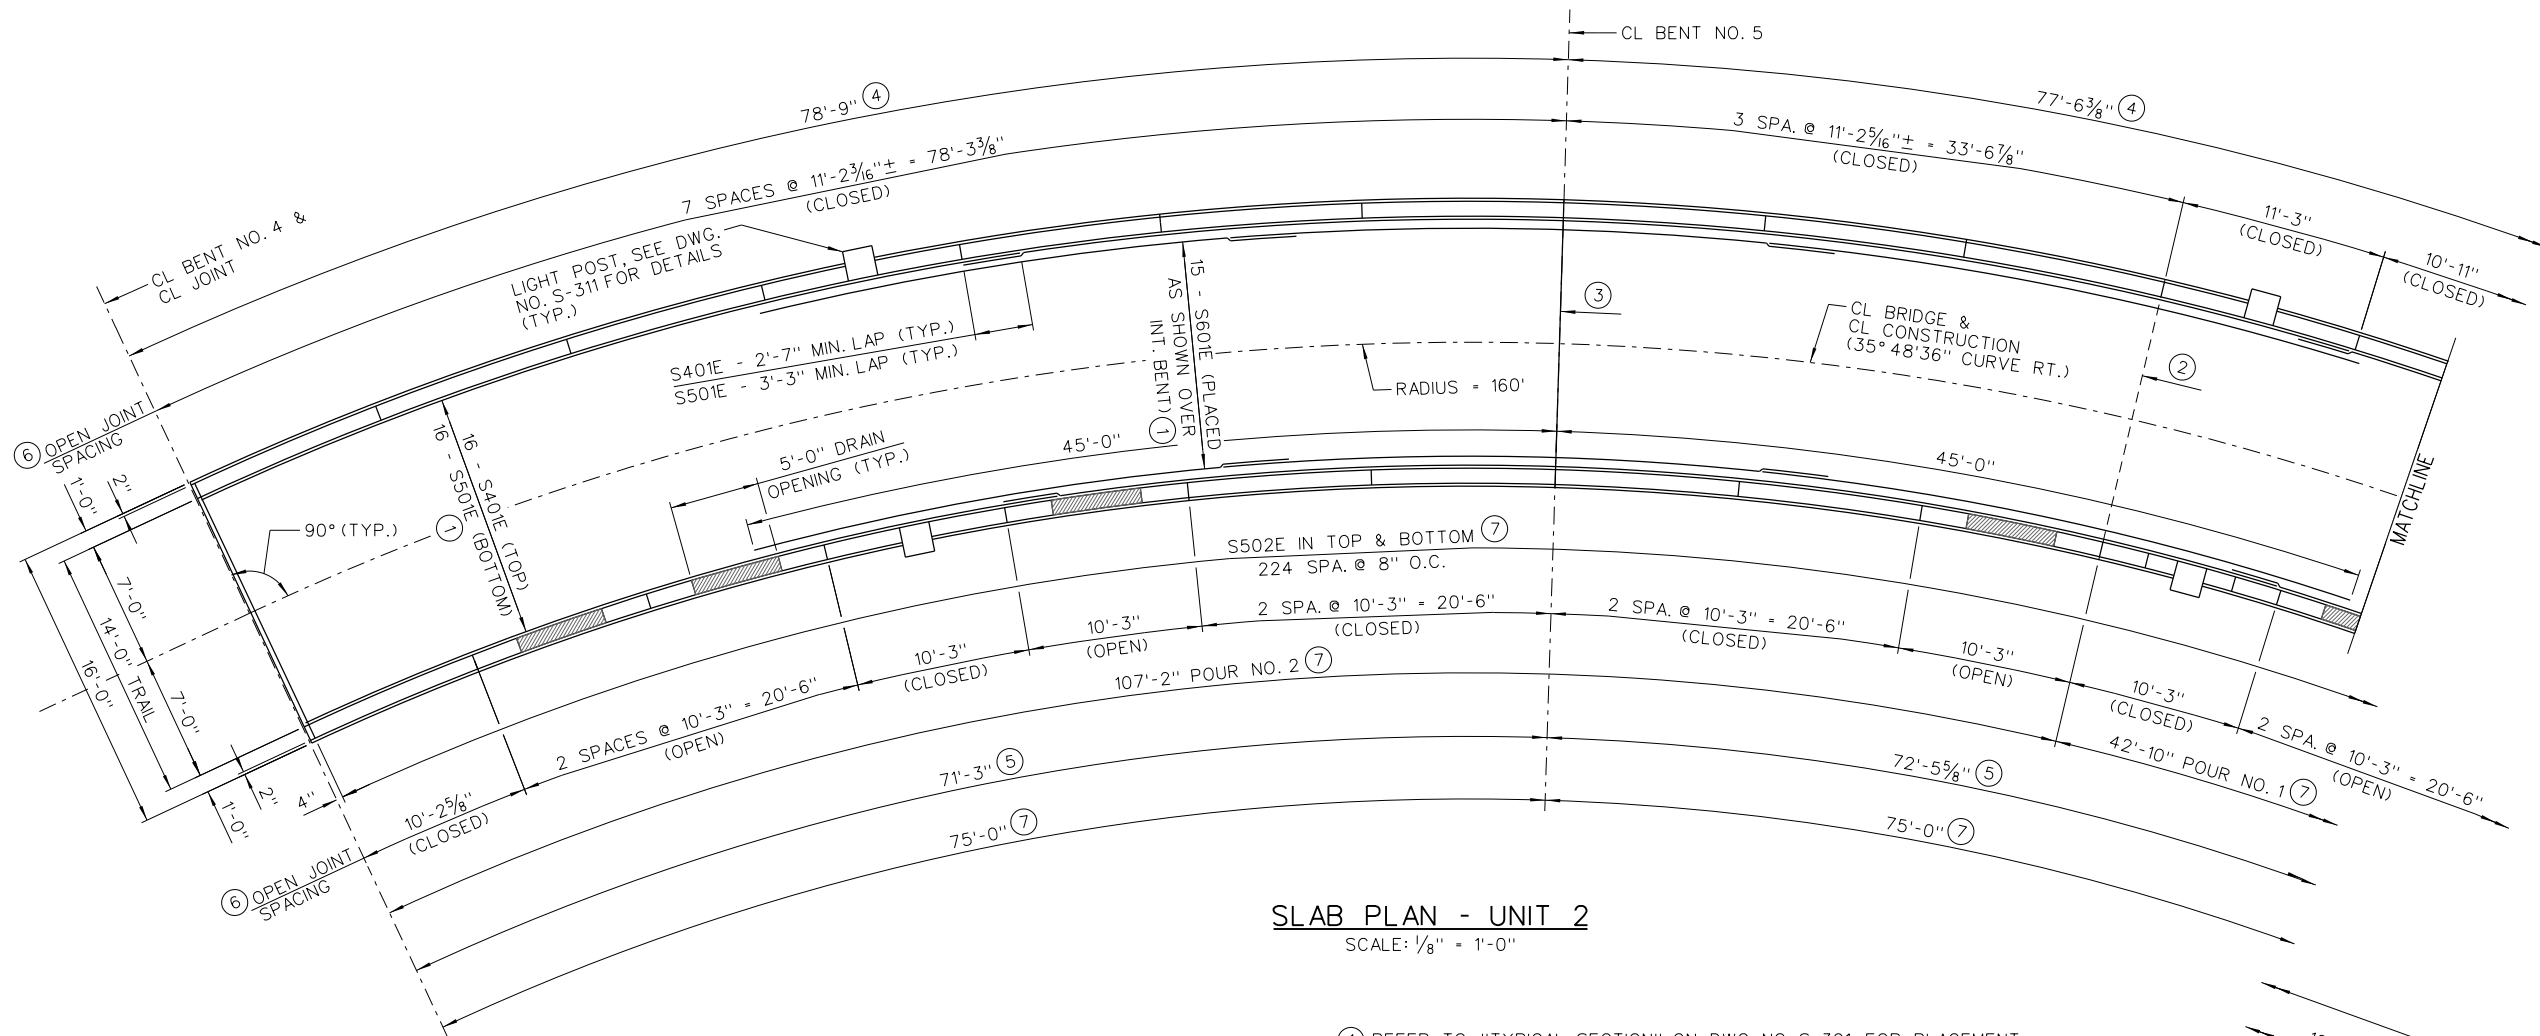 CL BENT NO. 5
78'-9" 4
77'-6⅜" 4
7 SPACES @ 11'-2³⁄₁₆"± = 78'-3⅜"
(CLOSED)
3 SPA. @ 11'-2⁵⁄₁₆"± = 33'-6⅞"
(CLOSED)
11'-3"
(CLOSED)
10'-11"
(CLOSED)
CL BENT NO. 4 &
CL JOINT
LIGHT POST, SEE DWG.
NO. S-311 FOR DETAILS
(TYP.)
S401E - 2'-7" MIN. LAP (TYP.)
S501E - 3'-3" MIN. LAP (TYP.)
15 - S601E (PLACED
AS SHOWN OVER
INT. BENT) 1
3
CL BRIDGE &
CL CONSTRUCTION
(35°48'36" CURVE RT.)
2
RADIUS = 160'
6 OPEN JOINT
SPACING
1'-0"
2"
90° (TYP.)
1
16 - S401E (TOP)
16 - S501E (BOTTOM)
5'-0" DRAIN
OPENING (TYP.)
45'-0"
45'-0"
MATCHLINE
7'-0"
14'-0" TRAIL
16'-0"
7'-0"
2"
1'-0"
4"
S502E IN TOP & BOTTOM 7
224 SPA. @ 8" O.C.
10'-2⅝"
(CLOSED)
2 SPACES @ 10'-3" = 20'-6"
(OPEN)
10'-3"
(CLOSED)
10'-3"
(OPEN)
2 SPA. @ 10'-3" = 20'-6"
(CLOSED)
2 SPA. @ 10'-3" = 20'-6"
(CLOSED)
10'-3"
(OPEN)
10'-3"
(CLOSED)
2 SPA. @ 10'-3" = 20'-6"
(OPEN)
107'-2" POUR NO. 2 7
42'-10" POUR NO. 1 7
71'-3" 5
72'-5⅝" 5
75'-0" 7
75'-0" 7
6 OPEN JOINT
SPACING
SLAB PLAN - UNIT 2
SCALE: ⅛" = 1'-0"